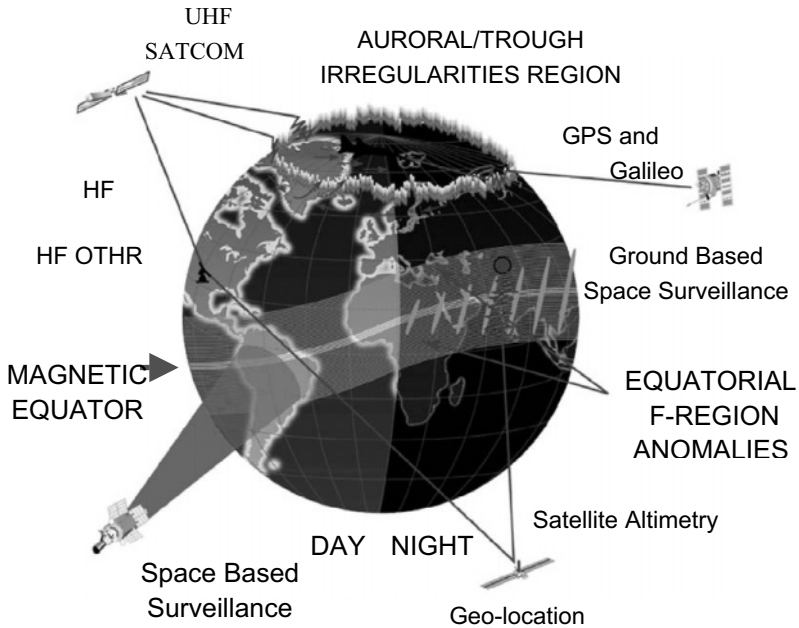 UHF
SATCOM
AURORAL/TROUGH
IRREGULARITIES REGION
GPS and
Galileo
HF
HF OTHR
Ground Based
Space Surveillance
MAGNETIC
EQUATOR
EQUATORIAL
F-REGION
ANOMALIES
Satellite Altimetry
DAY NIGHT
Space Based
Surveillance
Geo-location